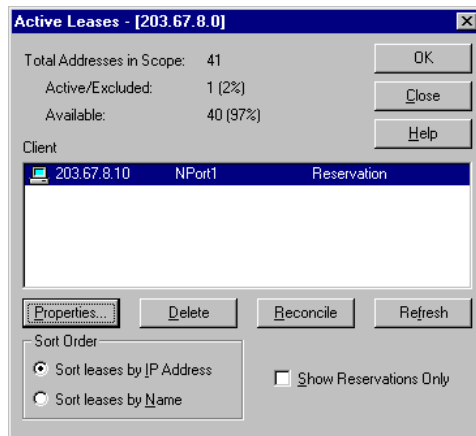 Active Leases - [203.67.8.0]
Total Addresses in Scope: 41
Active/Excluded: 1 (2%)
Available: 40 (97%)
OK
Close
Help
Client
203.67.8.10 NPort1 Reservation
Properties... Delete Reconcile Refresh
Sort Order
Sort leases by IP Address
Sort leases by Name
Show Reservations Only